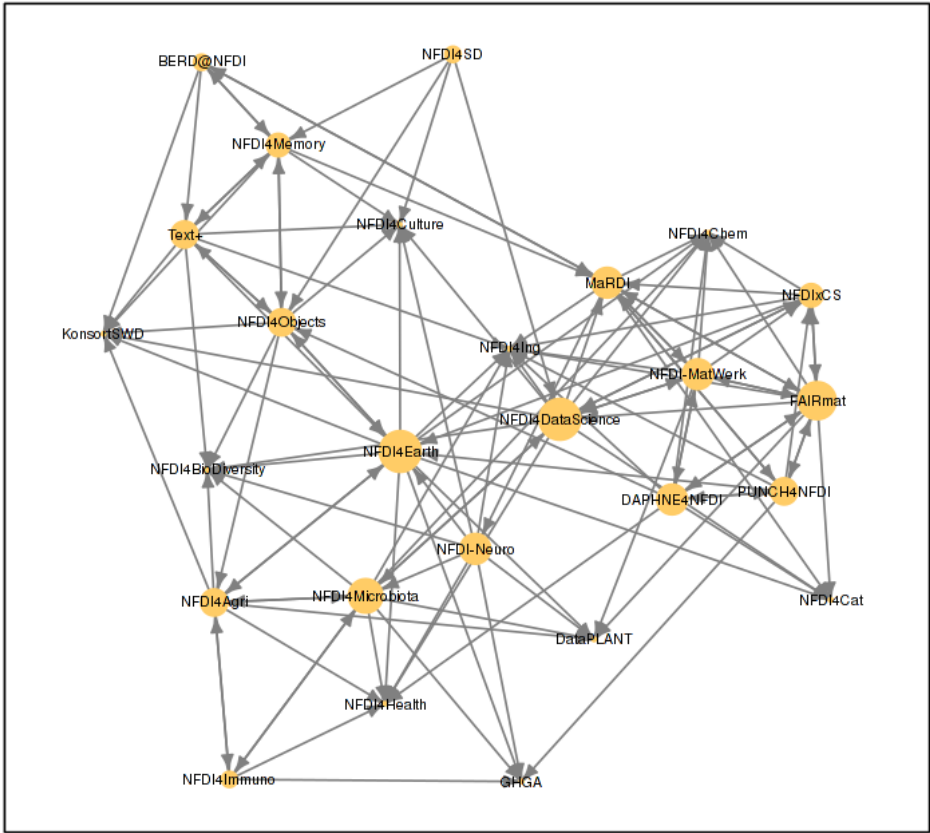 NFDI4SD
BERD@NFDI
NFDI4Memory
NFDI4Culture
Text+
NFDI4Chem
MaRDI
NFDIxCS
NFDI4Objects
KonsortSWD
NFDI4Ing
NFDI-MatWerk
FAIRmat
NFDI4DataScience
NFDI4Earth
NFDI4BioDiversity
DAPHNE4NFDI
PUNCH4NFDI
NFDI-Neuro
NFDI4Microbiota
NFDI4Agri
NFDI4Cat
DataPLANT
NFDI4Health
NFDI4Immuno
GHGA